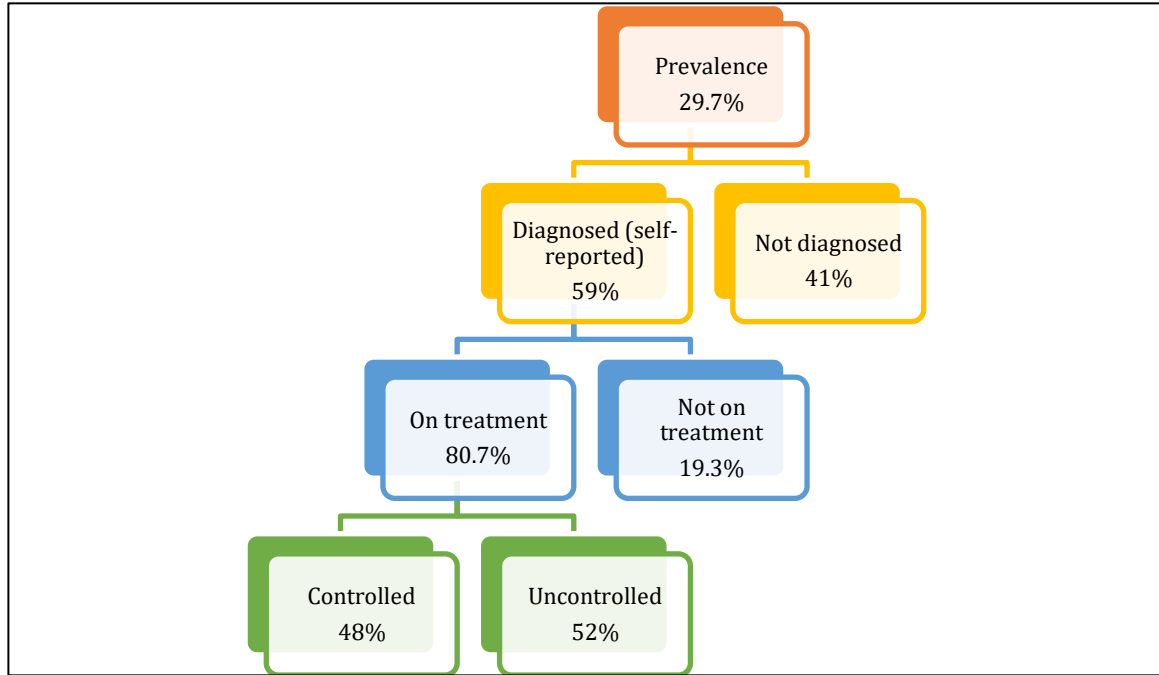 Prevalence
29.7%
Diagnosed (self-
reported)
59%
Not diagnosed
41%
On treatment
80.7%
Not on
treatment
19.3%
Controlled
48%
Uncontrolled
52%